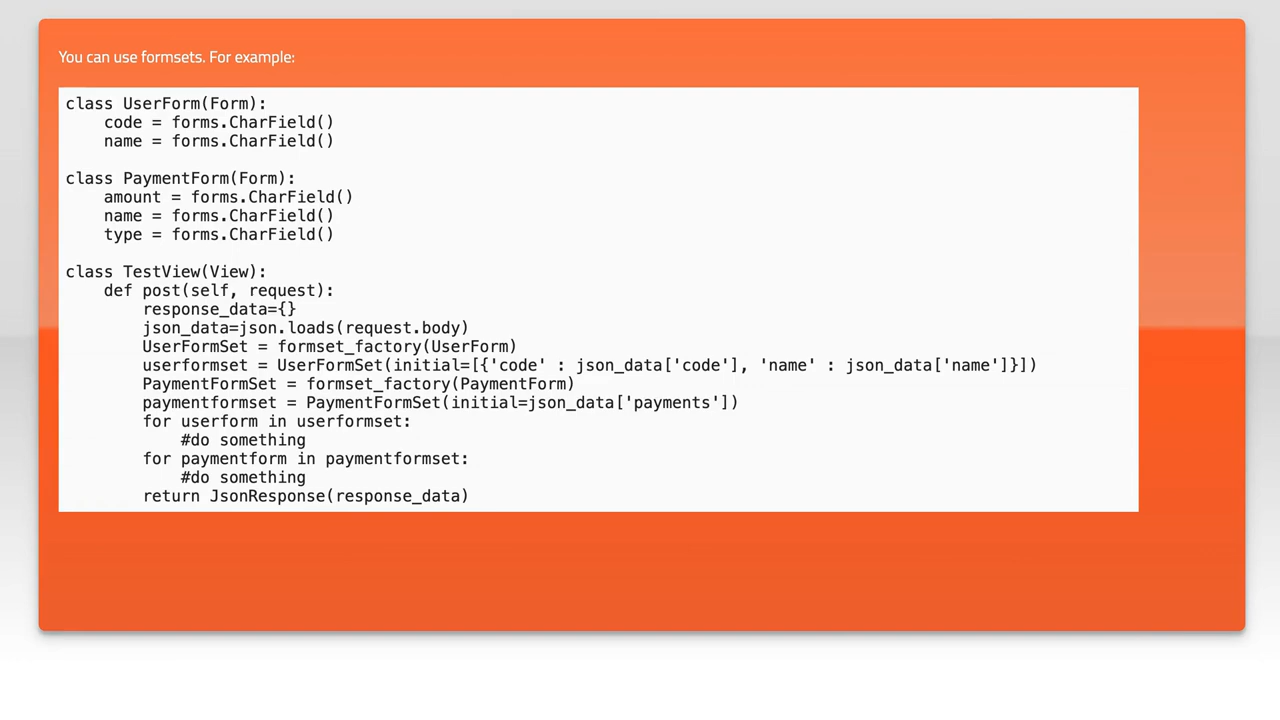 You can use formsets. For example:
class UserForm(Form):
    code = forms.CharField()
    name = forms.CharField()
class PaymentForm(Form):
    amount = forms.CharField()
    name = forms.CharField()
    type = forms.CharField()
class TestView(View):
    def post(self, request):
        response_data={}
        json_data=json.loads(request.body)
        UserFormSet = formset_factory(UserForm)
        userformset = UserFormSet(initial=[{'code' : json_data['code'], 'name' : json_data['name']}])
        PaymentFormSet = formset_factory(PaymentForm)
        paymentformset = PaymentFormSet(initial=json_data['payments'])
        for userform in userformset:
            #do something
        for paymentform in paymentformset:
            #do something
        return JsonResponse(response_data)